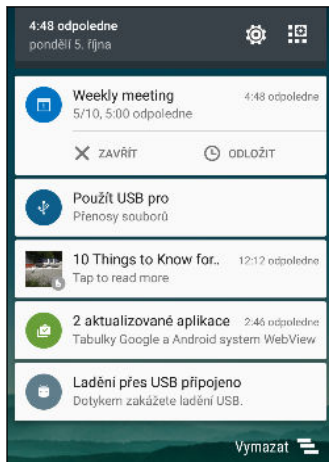 4:48 odpoledne
pondělí 5. října
Weekly meeting 4:48 odpoledne
5/10, 5:00 odpoledne
ZAVŘÍT ODLOŽIT
Použít USB pro
Přenosy souborů
10 Things to Know for.. 12:12 odpoledne
Tap to read more
2 aktualizované aplikace 2:46 odpoledne
Tabulky Google a Android system WebView
Ladění přes USB připojeno
Dotykem zakážete ladění USB.
Vymazat